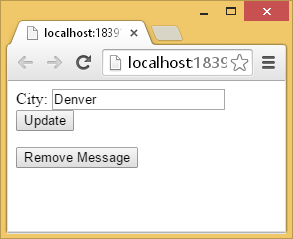 localhost:1839
localhost:1839
City: Denver
Update
Remove Message